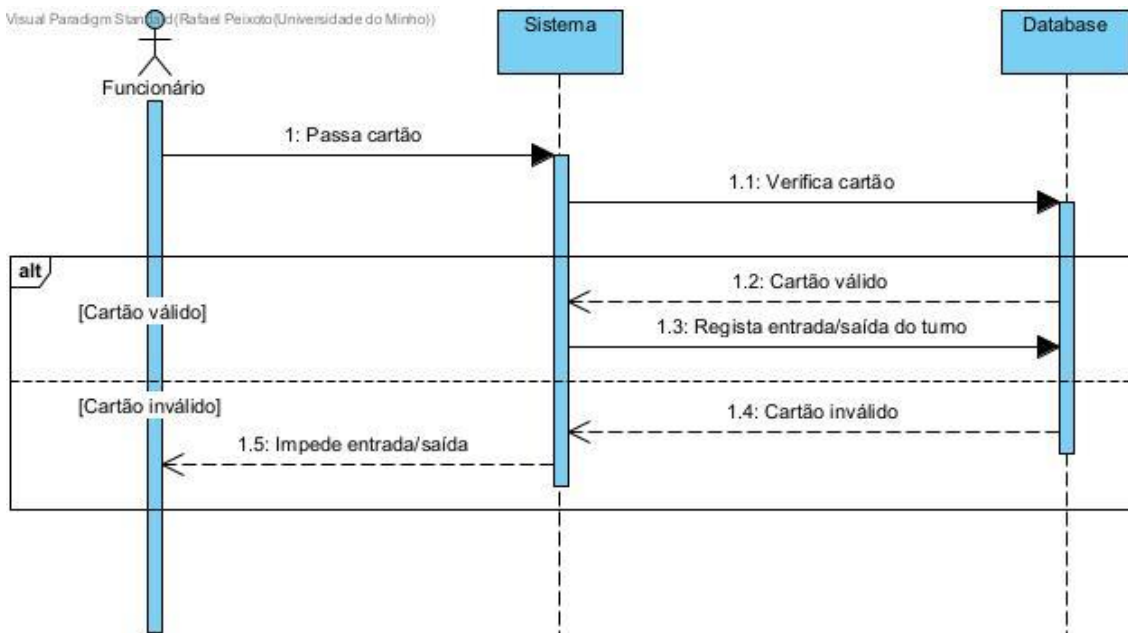 Visual Paradigm Standard(Rafael Peixoto(Universidade do Minho))
Sistema
Database
Funcionário
1: Passa cartão
1.1: Verifica cartão
alt
1.2: Cartão válido
[Cartão válido]
1.3: Regista entrada/saída do turno
[Cartão inválido]
1.4: Cartão inválido
1.5: Impede entrada/saída